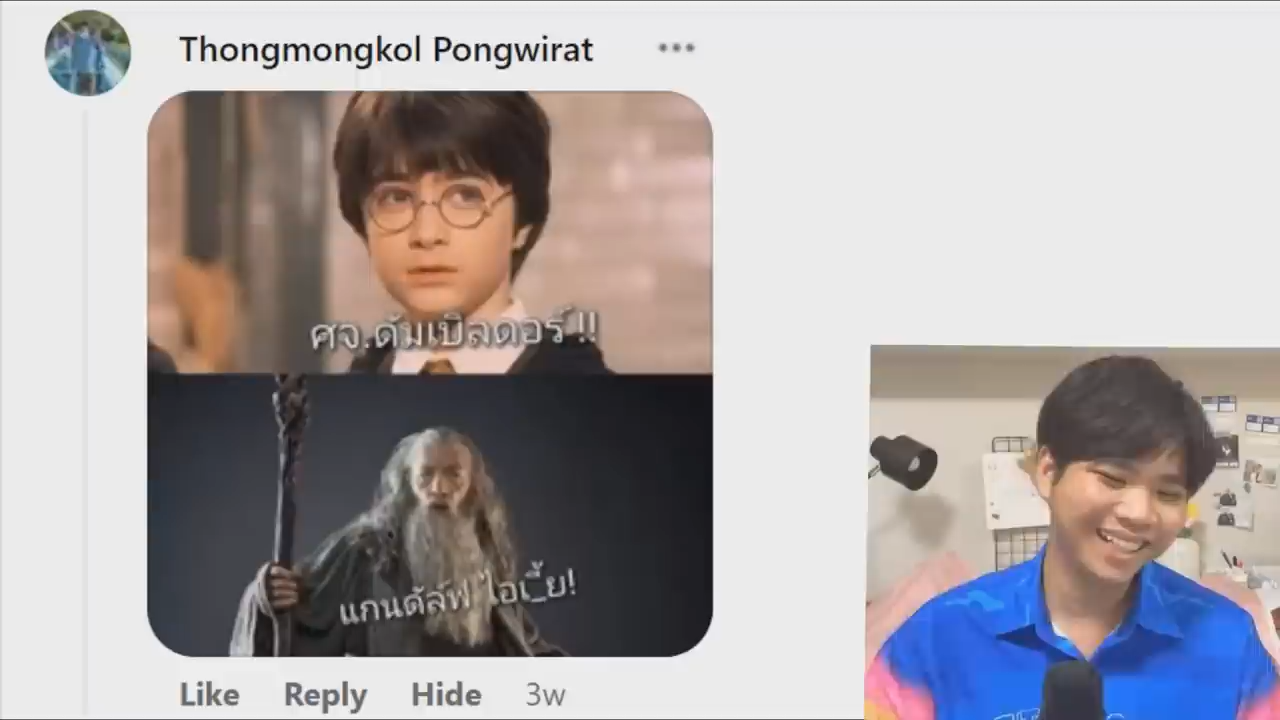 Thongmongkol Pongwirat
ศจ.ดัมเบิลดอร์ !!
แกนดัล์ฟ ไอเ_ี้ย!
Like Reply Hide 3w